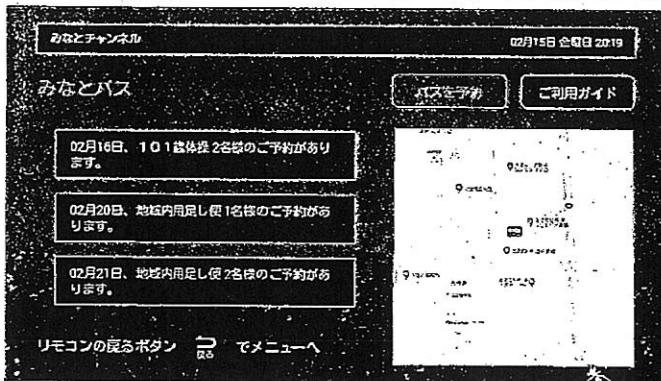 みなとチャンネル
02月15日 金曜日 20:19
みなとバス
バスを予約
ご利用ガイド
02月16日、101歳体操 2名様のご予約があり
ます。
02月20日、地域内用足し便 1名様のご予約があ
ります。
02月21日、地域内用足し便 2名様のご予約があ
ります。
リモコンの戻るボタン 戻る でメニューへ